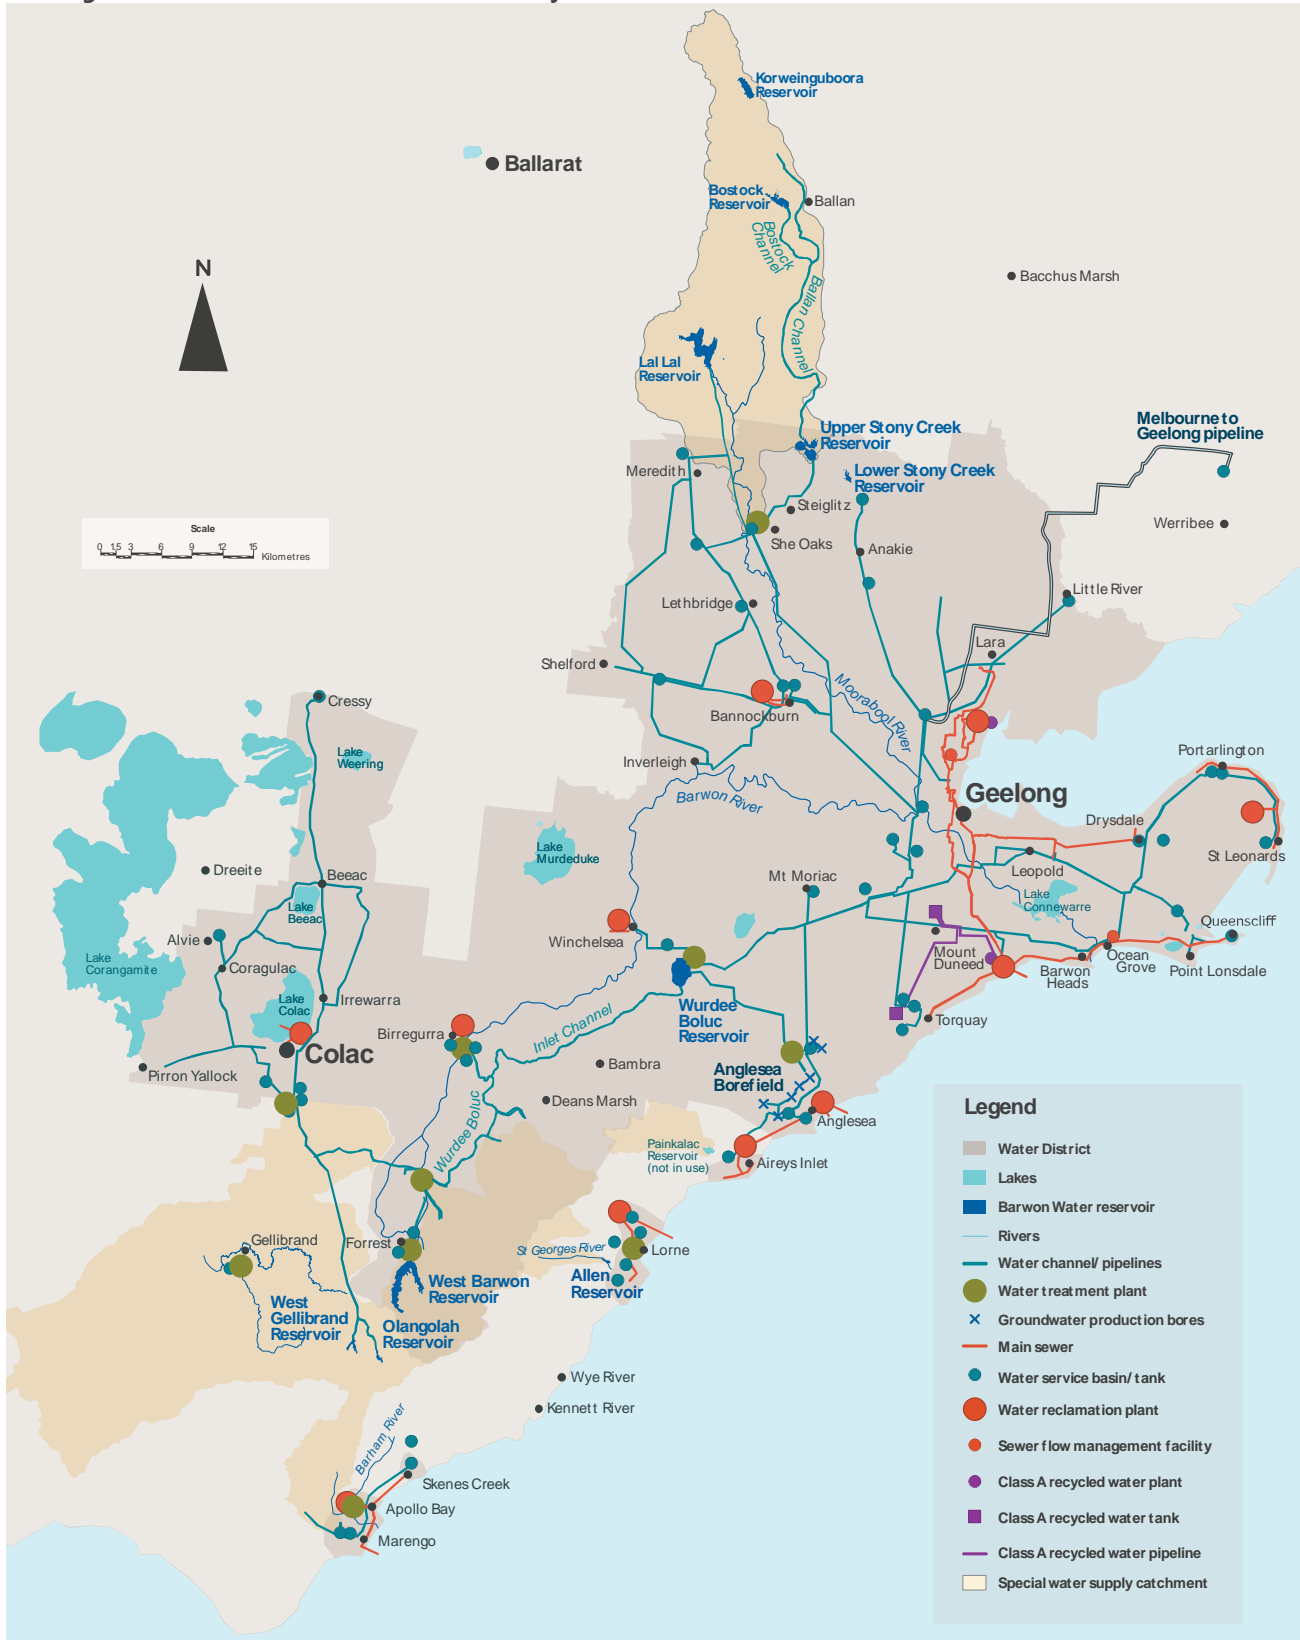 Korweinguboora
Reservoir
Ballarat
Bostock
Reservoir
Ballan
Bostock
Channel
N
Bacchus Marsh
Ballan Channel
Lal Lal
Reservoir
Melbourne to
Geelong pipeline
Upper Stony Creek
Reservoir
Meredith
Lower Stony Creek
Reservoir
Steiglitz
Werribee
Scale
0 1.5 3 6 9 12 15
Kilometres
She Oaks
Anakie
Little River
Lethbridge
Lara
Shelford
Moorabool River
Cressy
Bannockburn
Lake
Weering
Inverleigh
Portarlington
Barwon River
Geelong
Drysdale
Lake
Murdeduke
St Leonards
Dreeite
Beeac
Mt Moriac
Leopold
Lake
Beeac
Lake
Connewarre
Queenscliff
Alvie
Winchelsea
Mount
Duneed
Ocean
Grove
Lake
Corangamite
Coragulac
Barwon
Heads
Point Lonsdale
Lake
Colac
Irrewarra
Wurdee
Boluc
Reservoir
Torquay
Birregurra
Inlet Channel
Colac
Bambra
Anglesea
Borefield
Pirron Yallock
Deans Marsh
Anglesea
Wurdee Boluc
Painkalac
Reservoir
(not in use)
Aireys Inlet
Gellibrand
Forrest
St Georges River
Lorne
West Barwon
Reservoir
Allen
Reservoir
West
Gellibrand
Reservoir
Olangolah
Reservoir
Wye River
Kennett River
Barham River
Skenes Creek
Apollo Bay
Marengo
Legend
Water District
Lakes
Barwon Water reservoir
Rivers
Water channel/ pipelines
Water treatment plant
Groundwater production bores
Main sewer
Water service basin/ tank
Water reclamation plant
Sewer flow management facility
Class A recycled water plant
Class A recycled water tank
Class A recycled water pipeline
Special water supply catchment